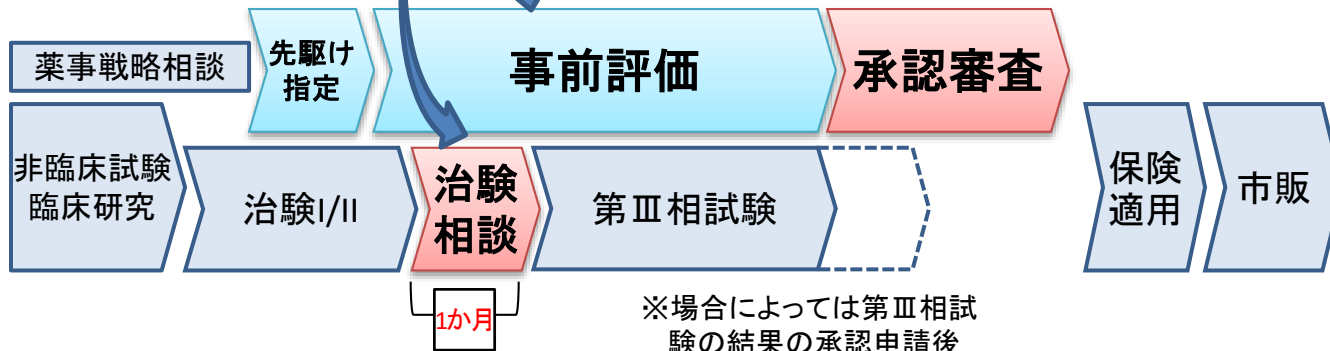 薬事戦略相談
先駆け
指定
事前評価
承認審査
非臨床試験
臨床研究
治験I/II
治験
相談
第Ⅲ相試験
保険
適用
市販
1か月
※場合によっては第Ⅲ相試
験の結果の承認申請後